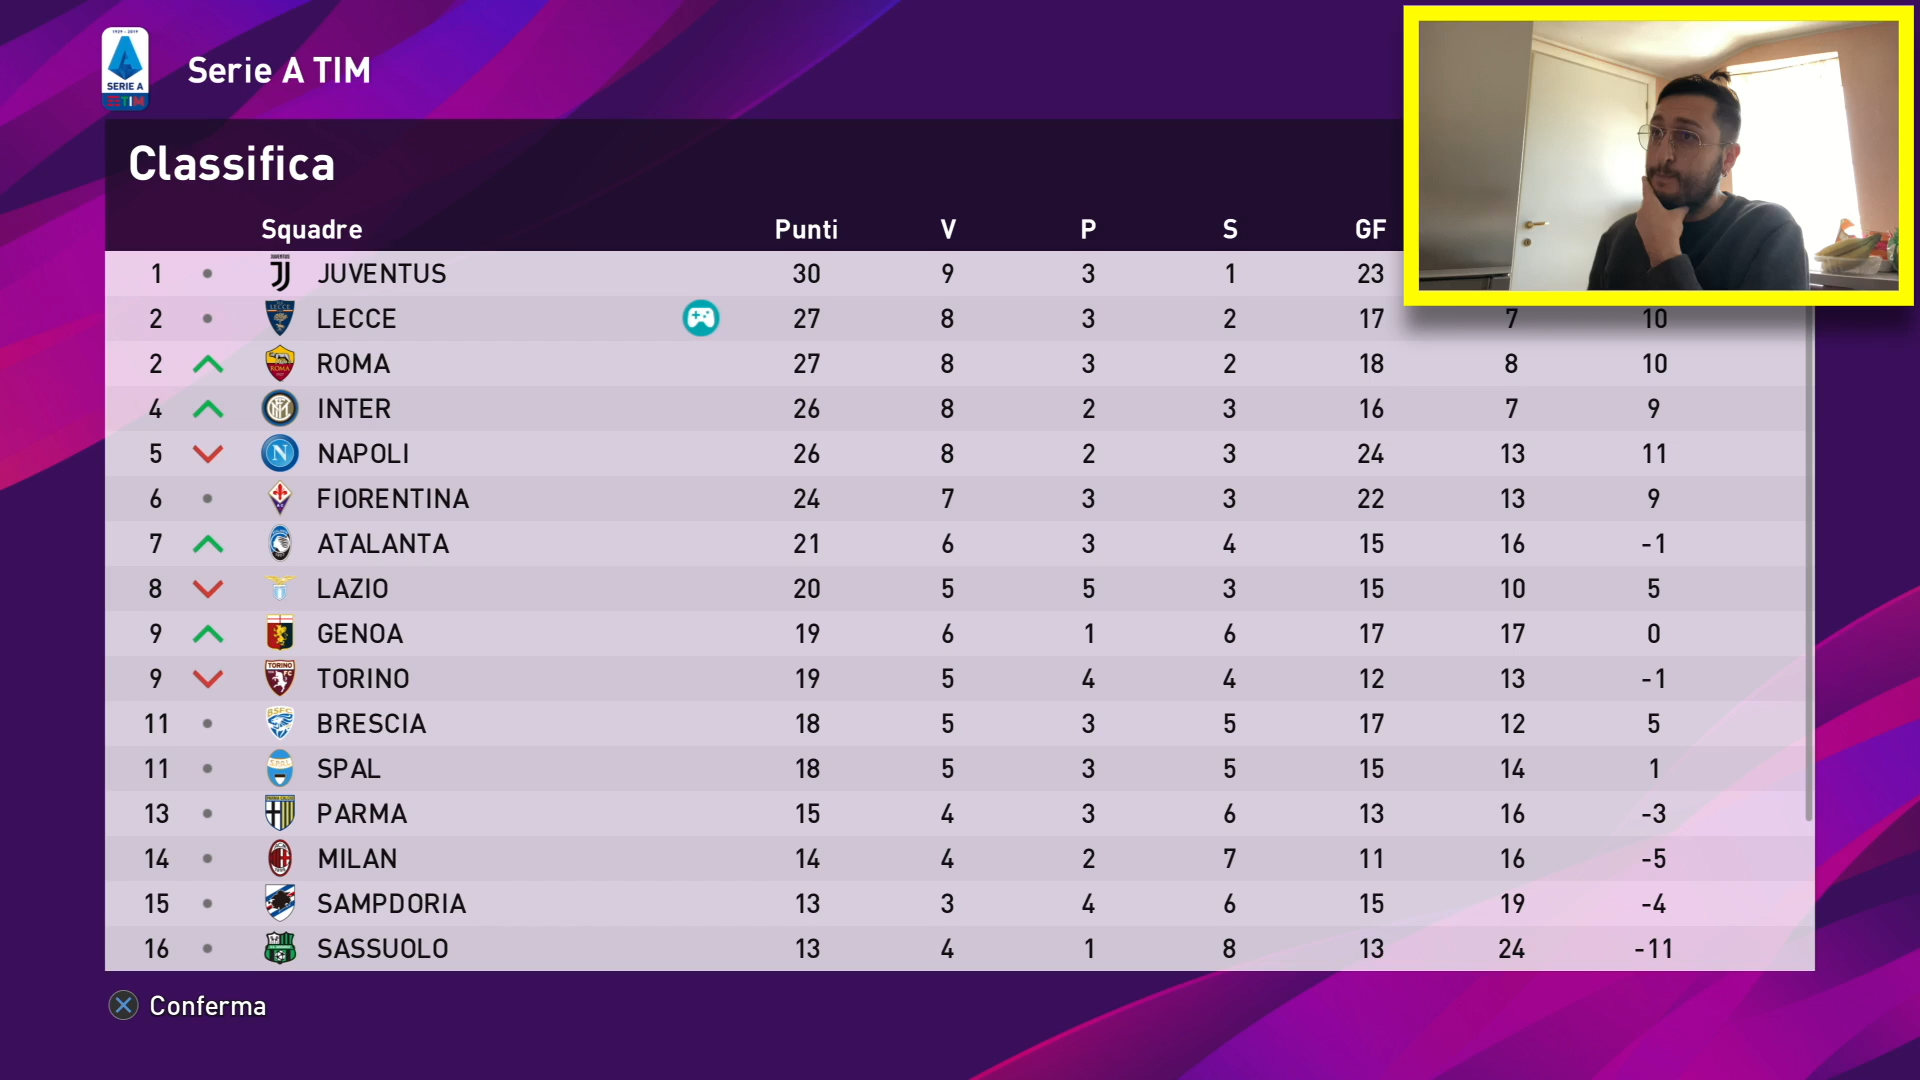 1929 - 2019
SERIE A
TIM
Serie A TIM
Classifica
Squadre Punti V P S GF
1 JUVENTUS 30 9 3 1 23
2 LECCE 27 8 3 2 17 7 10
2 ROMA 27 8 3 2 18 8 10
4 INTER 26 8 2 3 16 7 9
5 NAPOLI 26 8 2 3 24 13 11
6 FIORENTINA 24 7 3 3 22 13 9
7 ATALANTA 21 6 3 4 15 16 -1
8 LAZIO 20 5 5 3 15 10 5
9 GENOA 19 6 1 6 17 17 0
9 TORINO 19 5 4 4 12 13 -1
11 BRESCIA 18 5 3 5 17 12 5
11 SPAL 18 5 3 5 15 14 1
13 PARMA 15 4 3 6 13 16 -3
14 MILAN 14 4 2 7 11 16 -5
15 SAMPDORIA 13 3 4 6 15 19 -4
16 SASSUOLO 13 4 1 8 13 24 -11
Conferma